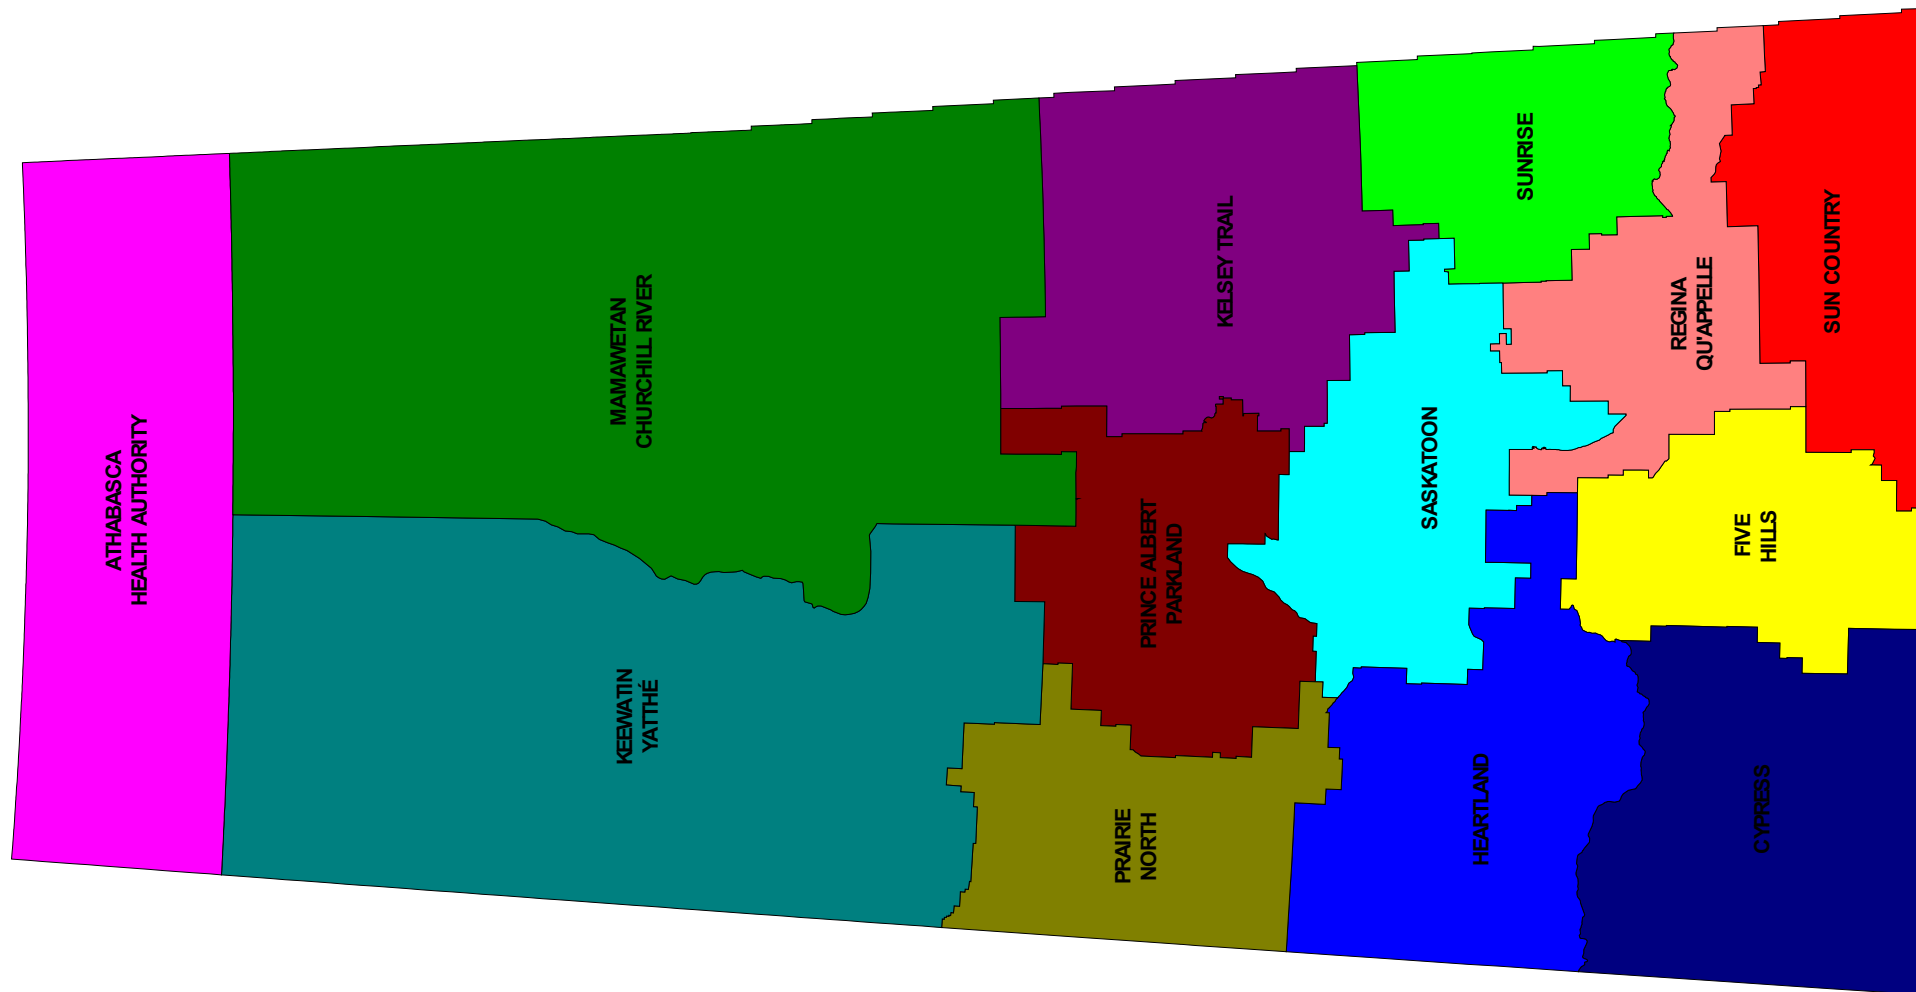 ATHABASCA
HEALTH AUTHORITY
KEEWATIN
YATTHÉ
MAMAWETAN
CHURCHILL RIVER
PRAIRIE
NORTH
PRINCE ALBERT
PARKLAND
KELSEY TRAIL
HEARTLAND
SASKATOON
SUNRISE
CYPRESS
FIVE
HILLS
REGINA
QU'APPELLE
SUN COUNTRY